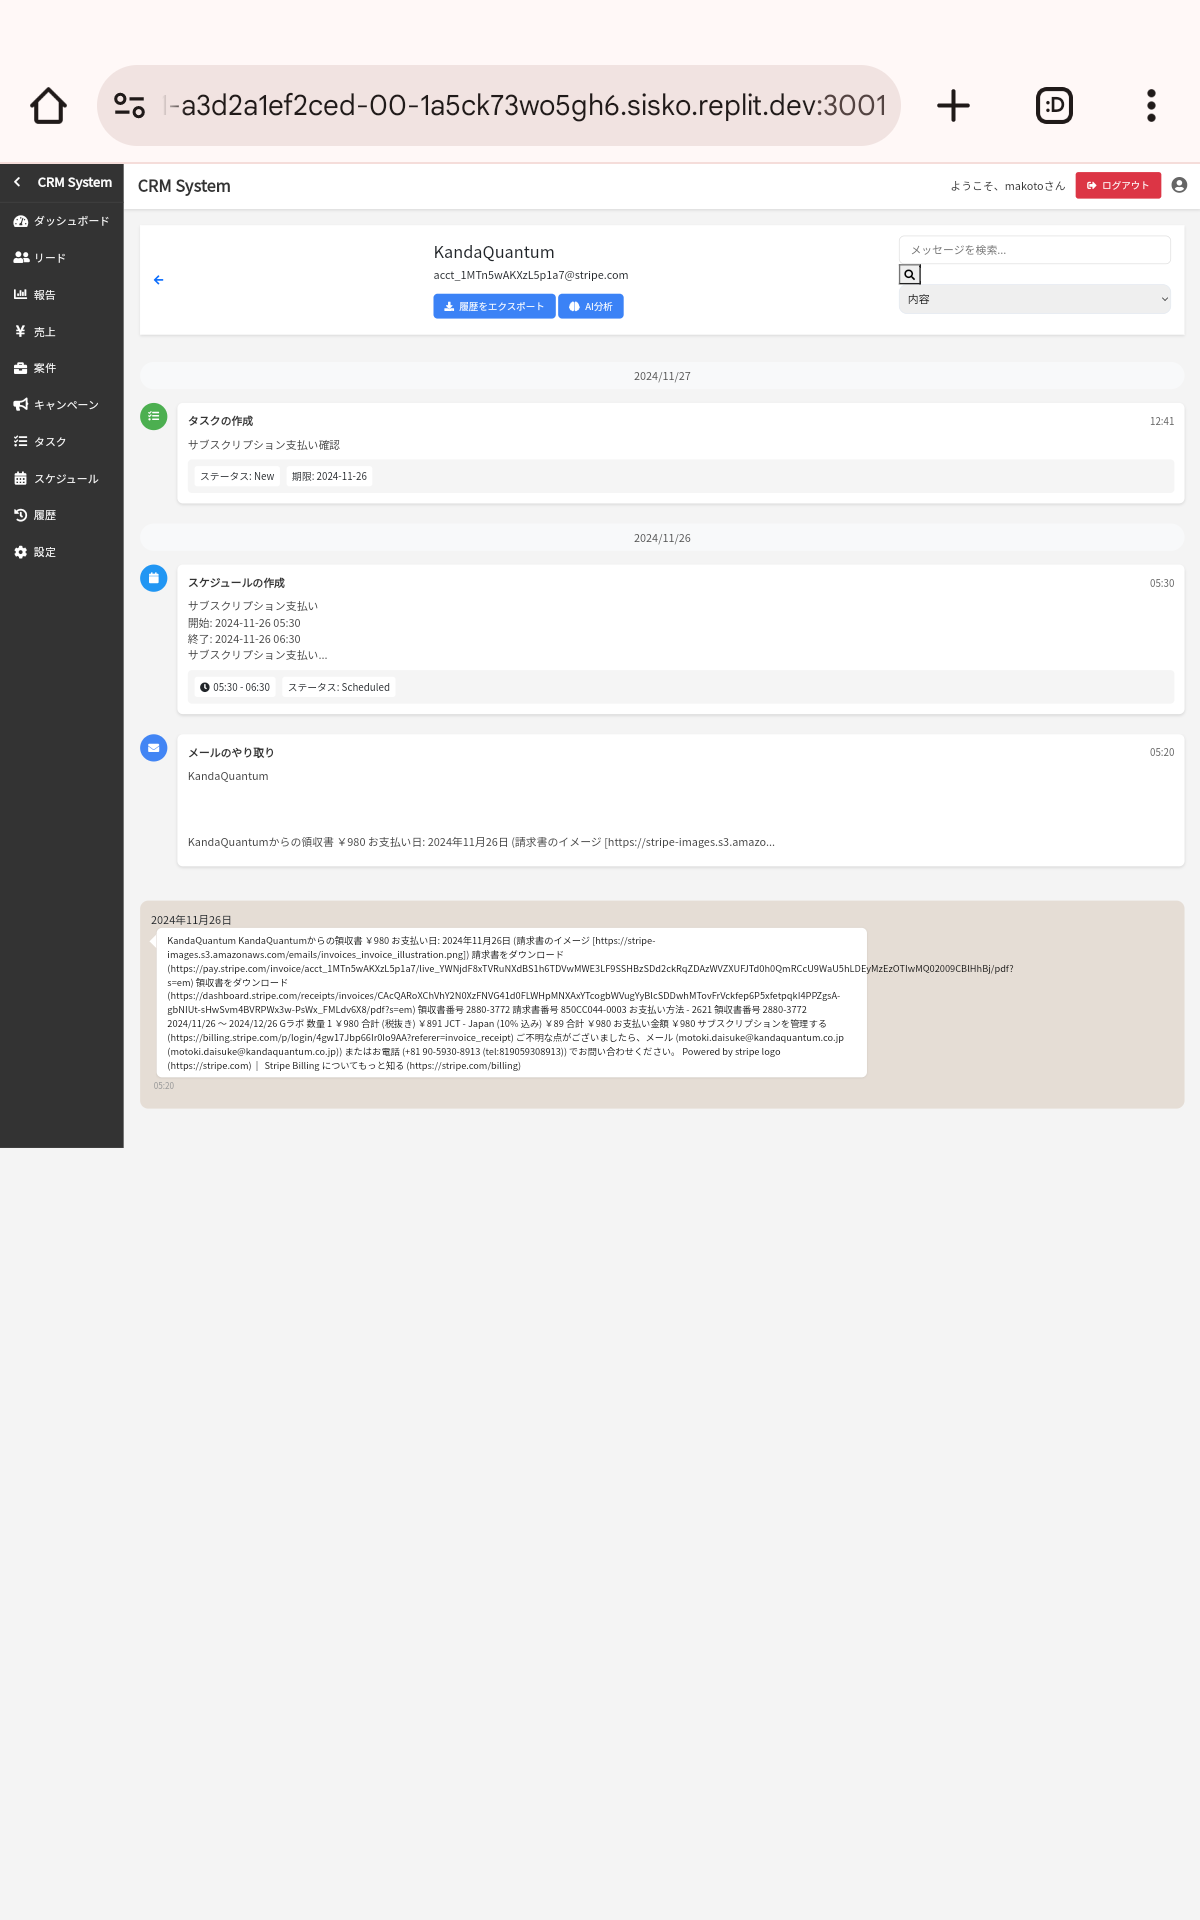 -a3d2a1ef2ced-00-1a5ck73wo5gh6.sisko.replit.dev:3001
:D
CRM System
ダッシュボード
リード
報告
売上
案件
キャンペーン
タスク
スケジュール
履歴
設定
CRM System
ようこそ、makotoさん
ログアウト
KandaQuantum
acct_1MTn5wAKXzL5p1a7@stripe.com
履歴をエクスポート
AI分析
メッセージを検索...
内容
2024/11/27
タスクの作成
12:41
サブスクリプション支払い確認
ステータス: New
期限: 2024-11-26
2024/11/26
スケジュールの作成
05:30
サブスクリプション支払い
開始: 2024-11-26 05:30
終了: 2024-11-26 06:30
サブスクリプション支払い...
05:30 - 06:30
ステータス: Scheduled
メールのやり取り
05:20
KandaQuantum
KandaQuantumからの領収書 ￥980 お支払い日: 2024年11月26日 (請求書のイメージ [https://stripe-images.s3.amazo...
2024年11月26日
KandaQuantum KandaQuantumからの領収書 ￥980 お支払い日: 2024年11月26日 (請求書のイメージ [https://stripe-
images.s3.amazonaws.com/emails/invoices_invoice_illustration.png]) 請求書をダウンロード
(https://pay.stripe.com/invoice/acct_1MTn5wAKXzL5p1a7/live_YWNjdF8xTVRuNXdBS1h6TDVwMWE3LF9SSHBzSDd2ckRqZDAzWVZXUFJTd0h0QmRCcU9WaU5hLDEyMzEzOTIwMQ02009CBIHhBj/pdf?
s=em) 領収書をダウンロード
(https://dashboard.stripe.com/receipts/invoices/CAcQARoXChVhY2N0XzFNVG41d0FLWHpMNXAxYTcogbWVugYyBlcSDDwhMTovFrVckfep6P5xfetpqkI4PPZgsA-
gbNIUt-sHwSvm4BVRPWx3w-PsWx_FMLdv6X8/pdf?s=em) 領収書番号 2880-3772 請求書番号 850CC044-0003 お支払い方法 - 2621 領収書番号 2880-3772
2024/11/26 〜 2024/12/26 Gラボ 数量 1 ￥980 合計 (税抜き) ￥891 JCT - Japan (10% 込み) ￥89 合計 ￥980 お支払い金額 ￥980 サブスクリプションを管理する
(https://billing.stripe.com/p/login/4gw17Jbp66Ir0Io9AA?referer=invoice_receipt) ご不明な点がございましたら、メール (motoki.daisuke@kandaquantum.co.jp
(motoki.daisuke@kandaquantum.co.jp)) またはお電話 (+81 90-5930-8913 (tel:819059308913)) でお問い合わせください。 Powered by stripe logo
(https://stripe.com) ｜ Stripe Billing についてもっと知る (https://stripe.com/billing)
05:20